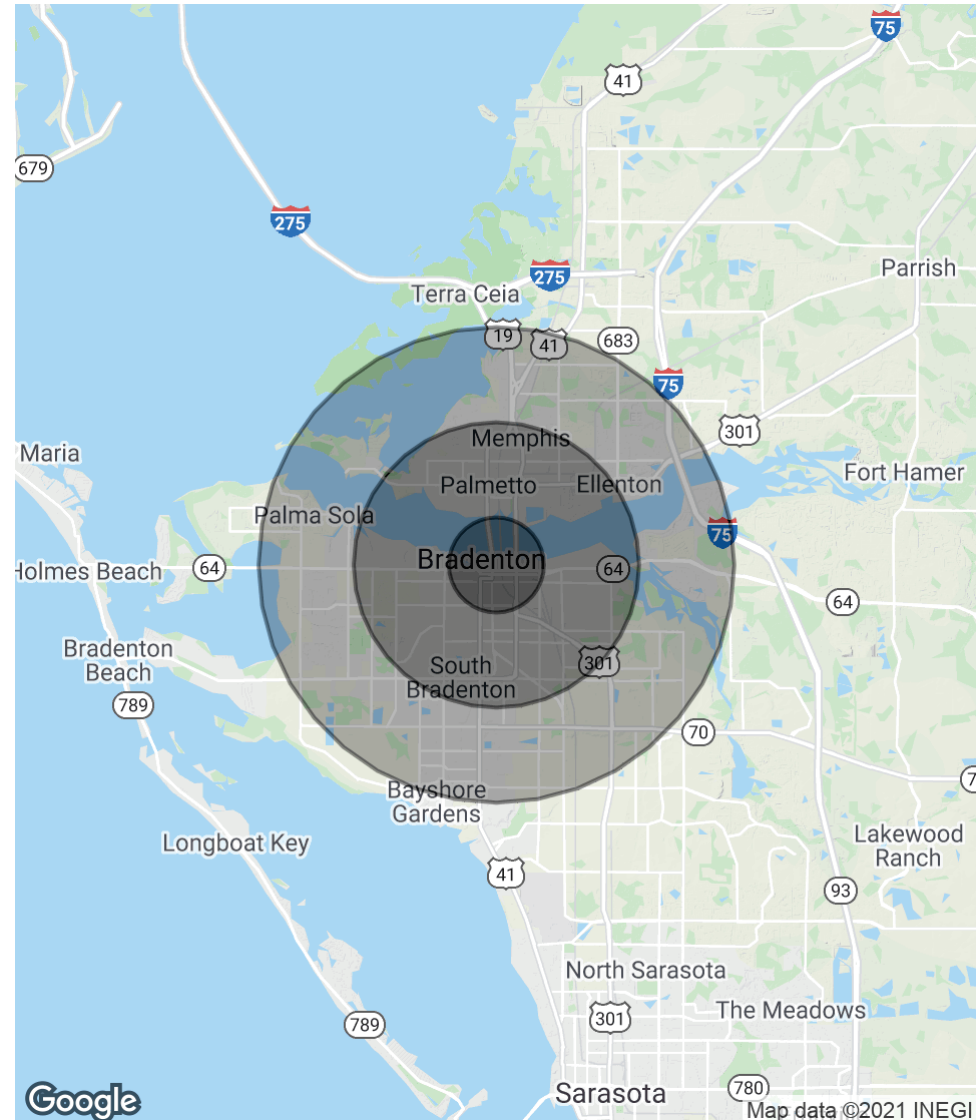 75
41
679
275
Parrish
275
Terra Ceia
19
41
683
75
301
Memphis
Maria
Fort Hamer
Palmetto
Ellenton
Palma Sola
75
Bradenton
Holmes Beach
64
64
64
Bradenton
Beach
South
Bradenton
301
789
70
7
Bayshore
Gardens
Longboat Key
Lakewood
Ranch
41
93
North Sarasota
The Meadows
301
789
Sarasota
780
Google
Map data ©2021 INEGI